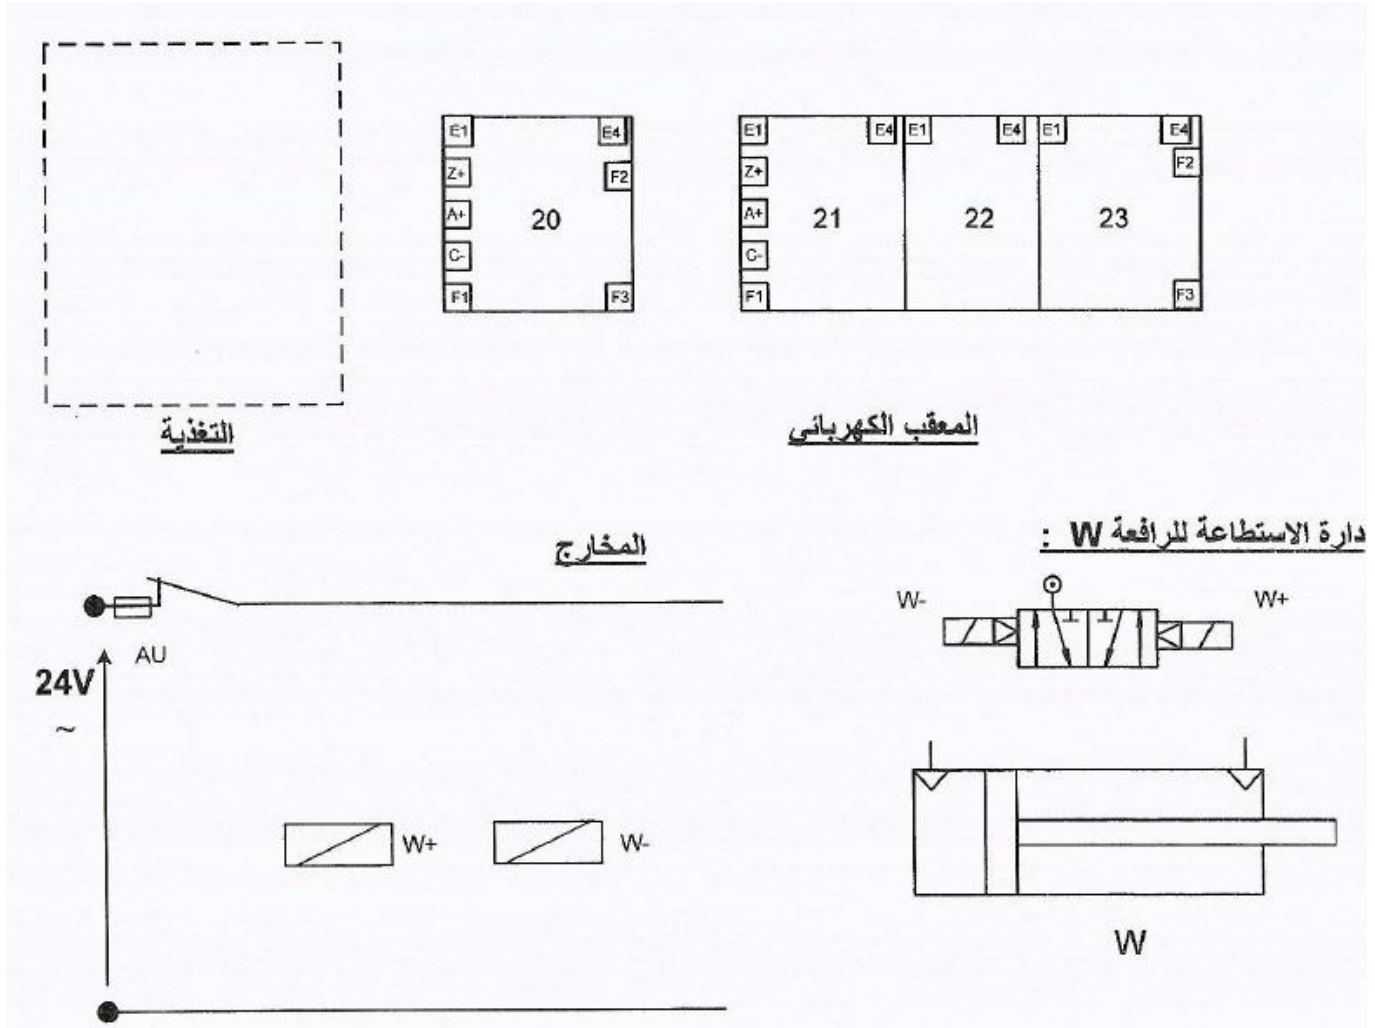 E1 E4 E1 E4 E1 E4 E1 E4
Z+ F2 Z+ F2
A+ 20 A+ 21 22 23
C- C-
F1 F3 F1 F3
التغذية
المعقب الكهربائي
دارة الاستطاعة للرافعة W :
المخارج
W- W+
AU
24V
~
W+ W-
W